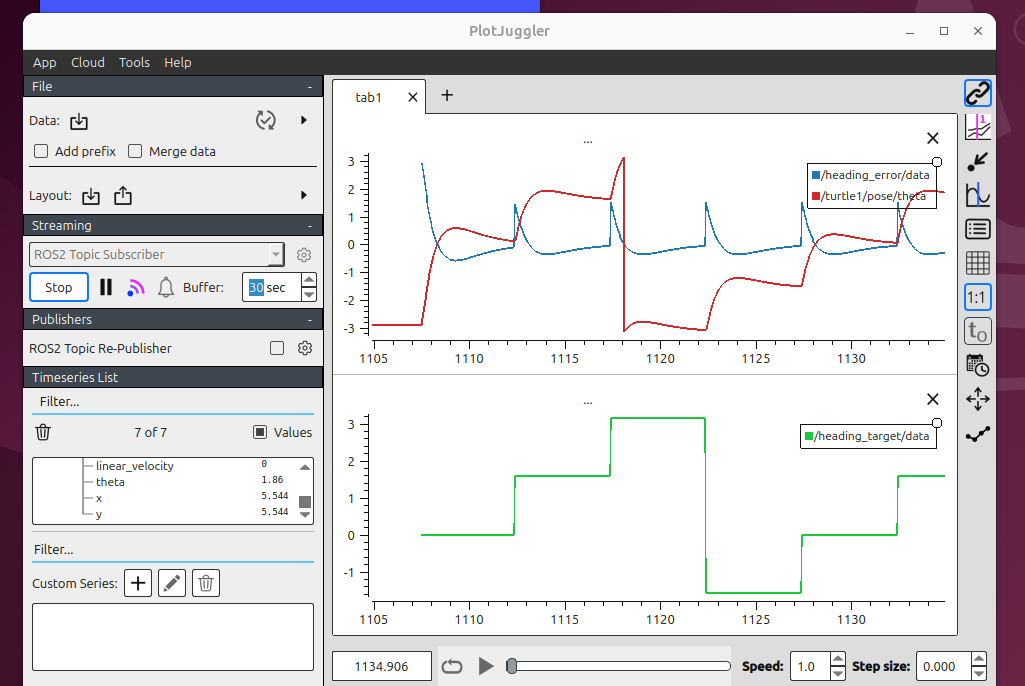 PlotJuggler
App Cloud Tools Help
File -
Data:
Add prefix Merge data
Layout:
Streaming -
ROS2 Topic Subscriber
Stop Buffer: 30 sec
Publishers -
ROS2 Topic Re-Publisher
Timeseries List
Filter...
7 of 7 Values
linear_velocity 0
theta 1.86
x 5.544
y 5.544
Filter...
Custom Series:
tab1
...
/heading_error/data
/turtle1/pose/theta
3
2
1
0
-1
-2
-3
1105 1110 1115 1120 1125 1130
...
/heading_target/data
3
2
1
0
-1
1105 1110 1115 1120 1125 1130
1134.906 Speed: 1.0 Step size: 0.000
1
1:1
t0